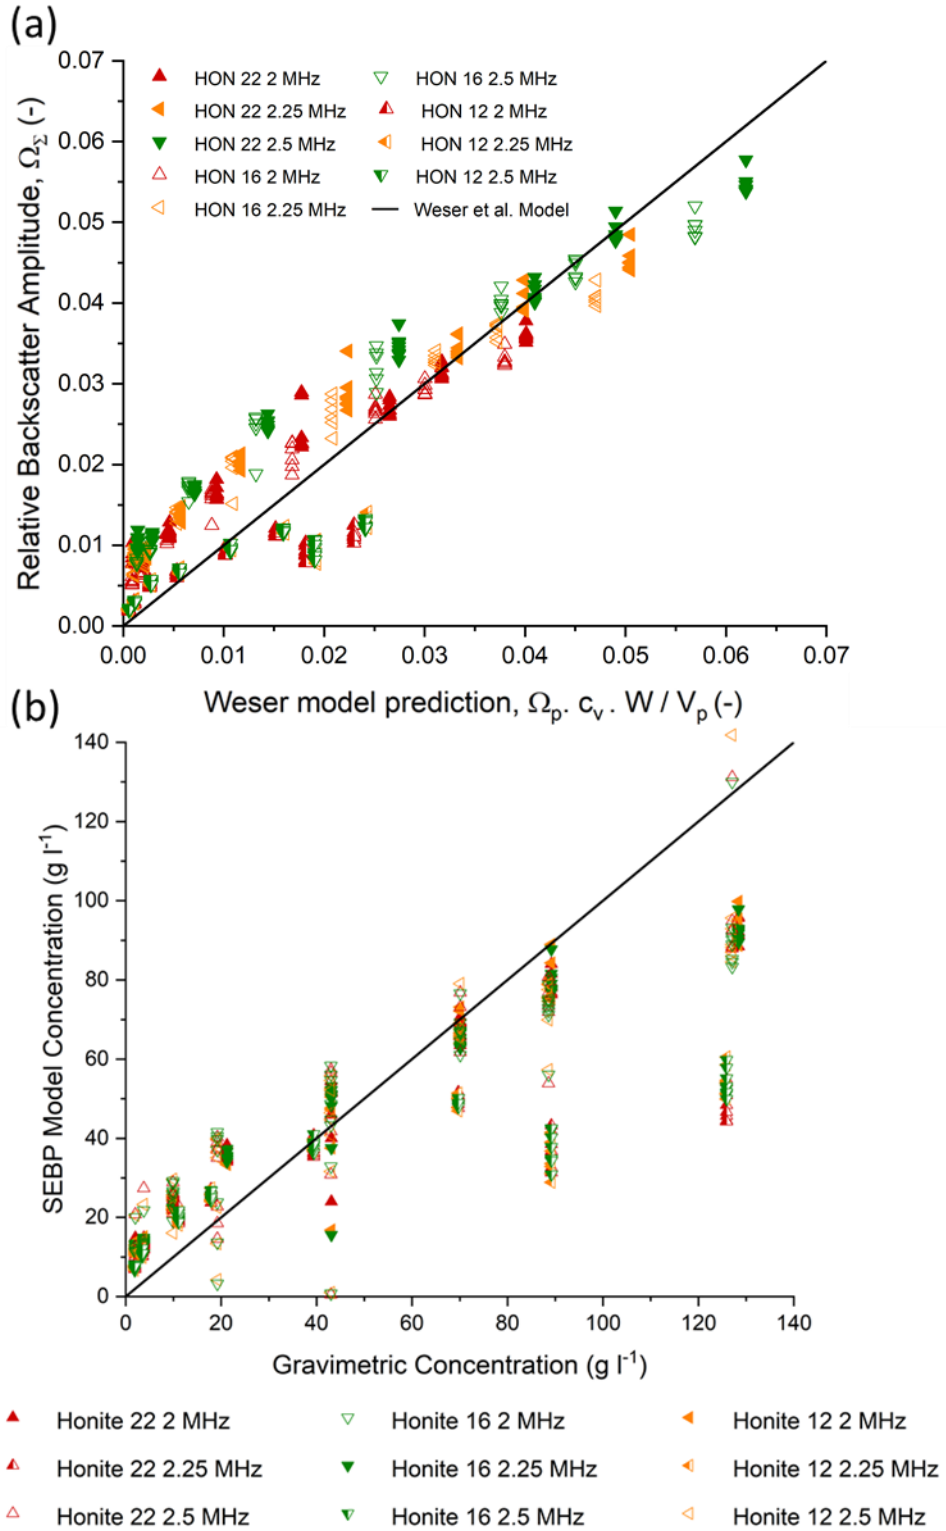 (a)
0.07
HON 22 2 MHz
HON 16 2.5 MHz
HON 22 2.25 MHz
HON 12 2 MHz
0.06
HON 22 2.5 MHz
HON 12 2.25 MHz
HON 16 2 MHz
HON 12 2.5 MHz
HON 16 2.25 MHz
Weser et al. Model
0.05
0.04
0.03
0.02
0.01
0.00
Relative Backscatter Amplitude, Ω_Σ (-)
0.00 0.01 0.02 0.03 0.04 0.05 0.06 0.07
Weser model prediction, Ωp. cv . W / Vp (-)
(b)
140
120
100
80
60
40
20
0
SEBP Model Concentration (g l⁻¹)
0 20 40 60 80 100 120 140
Gravimetric Concentration (g l⁻¹)
Honite 22 2 MHz
Honite 16 2 MHz
Honite 12 2 MHz
Honite 22 2.25 MHz
Honite 16 2.25 MHz
Honite 12 2.25 MHz
Honite 22 2.5 MHz
Honite 16 2.5 MHz
Honite 12 2.5 MHz